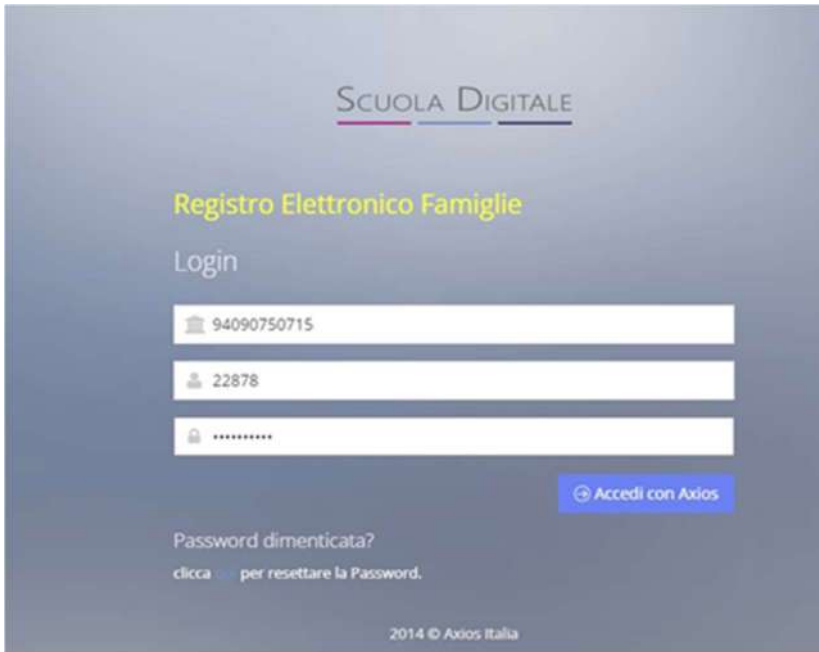 SCUOLA DIGITALE
Registro Elettronico Famiglie
Login
94090750715
22878
••••••••••
Accedi con Axios
Password dimenticata?
clicca per resettare la Password.
2014 © Axios Italia